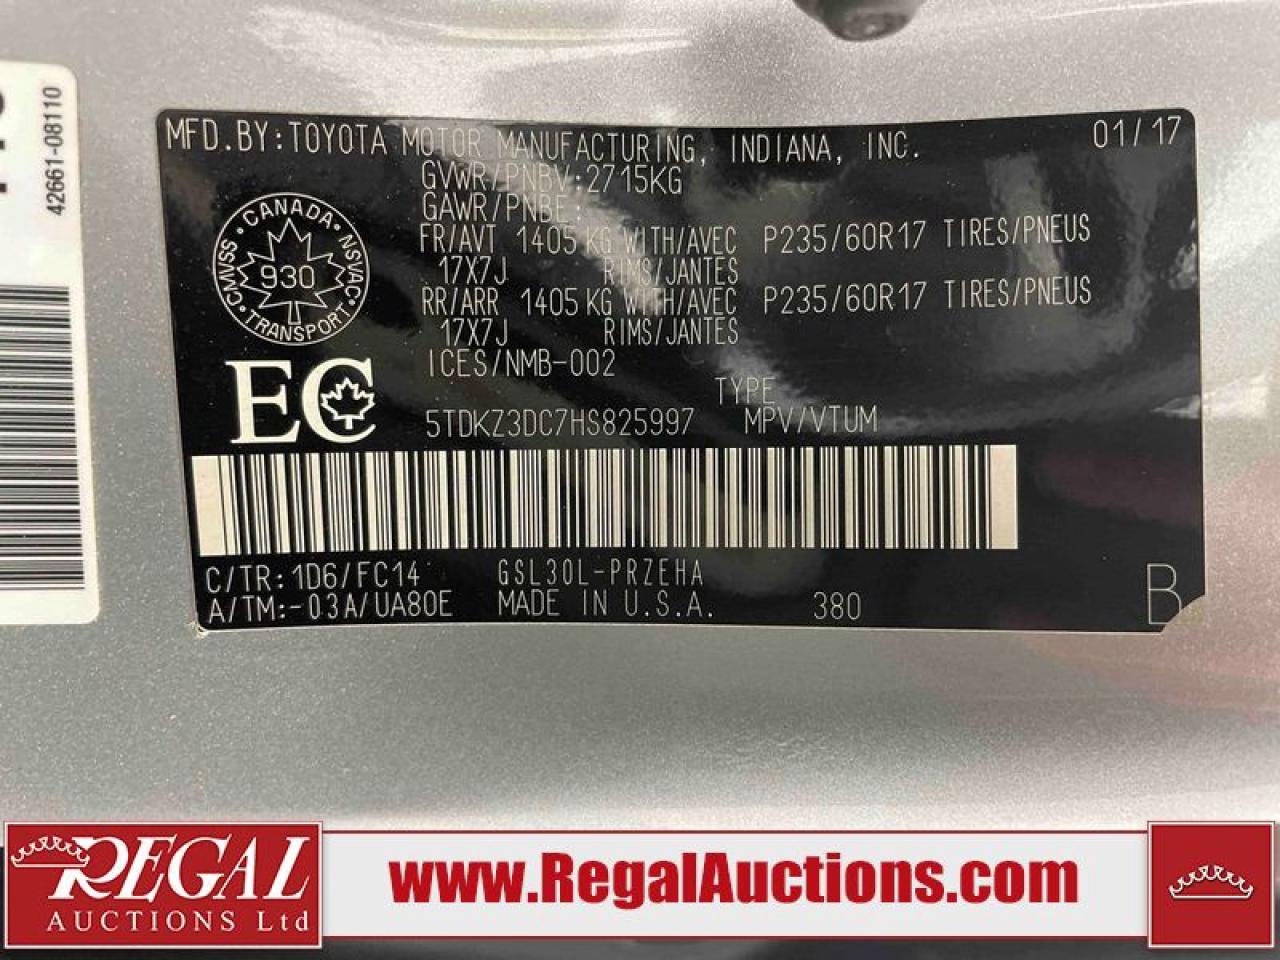 42661-08110
MFD.BY:TOYOTA MOTOR MANUFACTURING, INDIANA, INC. 01/17
GVWR/PNBV:2715KG
GAWR/PNBE:
FR/AVT 1405 KG WITH/AVEC P235/60R17 TIRES/PNEUS
17X7J RIMS/JANTES
RR/ARR 1405 KG WITH/AVEC P235/60R17 TIRES/PNEUS
17X7J RIMS/JANTES
ICES/NMB-002
CANADA · NSVAC · TRANSPORT · CMVSS ·
930
EC
TYPE
5TDKZ3DC7HS825997 MPV/VTUM
C/TR:1D6/FC14 GSL30L-PRZEHA
A/TM:-03A/UA80E MADE IN U.S.A. 380 B
REGAL
AUCTIONS Ltd
www.RegalAuctions.com